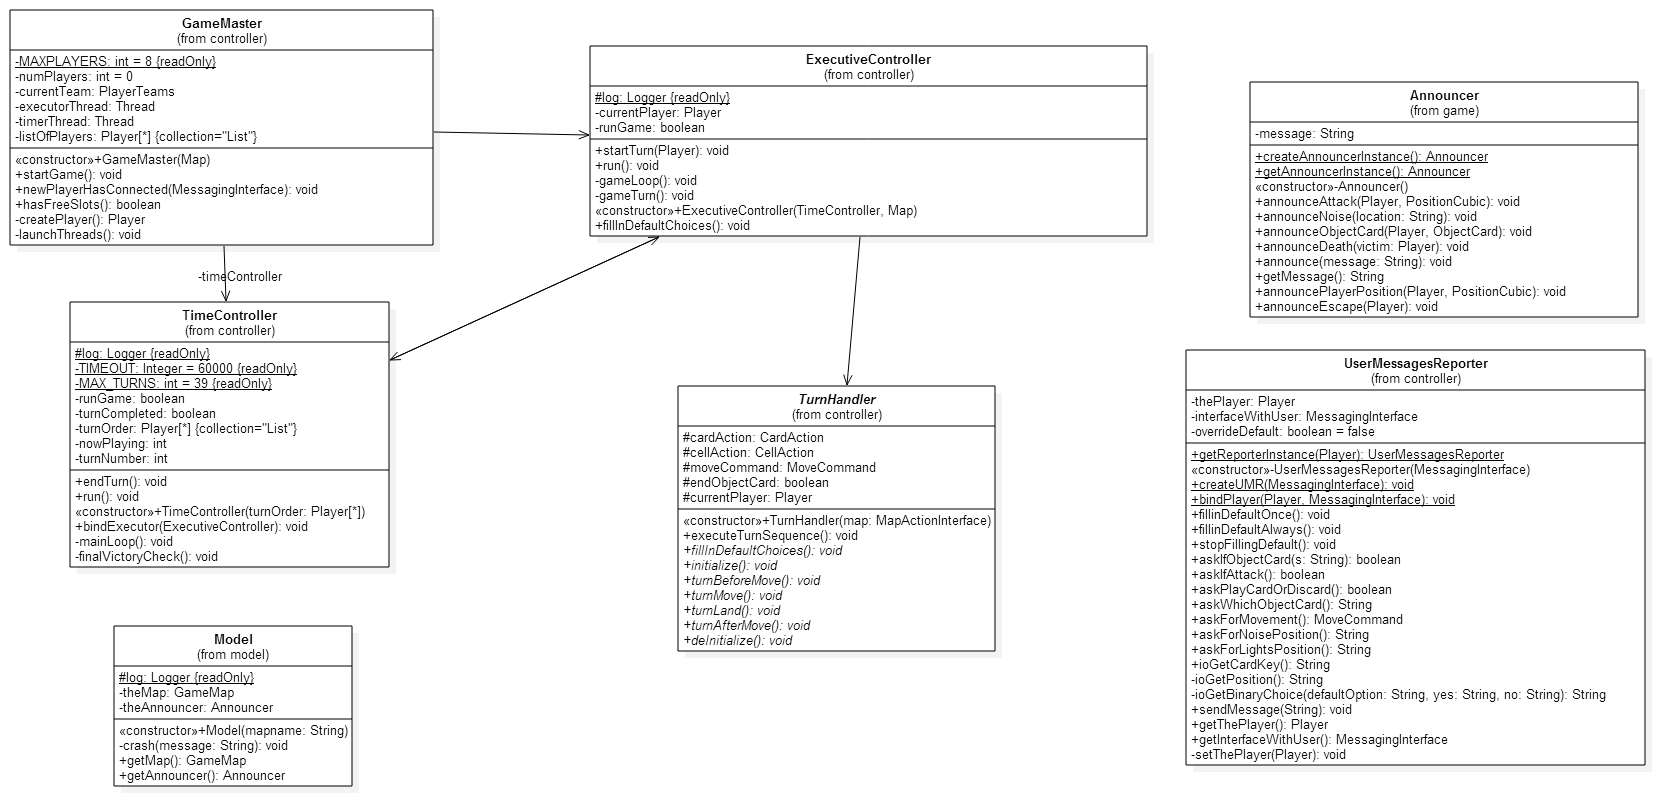 GameMaster
(from controller)
-MAXPLAYERS: int = 8 {readOnly}
-numPlayers: int = 0
-currentTeam: PlayerTeams
-executorThread: Thread
-timerThread: Thread
-listOfPlayers: Player[*] {collection="List"}
«constructor»+GameMaster(Map)
+startGame(): void
+newPlayerHasConnected(MessagingInterface): void
+hasFreeSlots(): boolean
-createPlayer(): Player
-launchThreads(): void
-timeController
ExecutiveController
(from controller)
#log: Logger {readOnly}
-currentPlayer: Player
-runGame: boolean
+startTurn(Player): void
+run(): void
-gameLoop(): void
-gameTurn(): void
«constructor»+ExecutiveController(TimeController, Map)
+fillInDefaultChoices(): void
Announcer
(from game)
-message: String
+createAnnouncerInstance(): Announcer
+getAnnouncerInstance(): Announcer
«constructor»-Announcer()
+announceAttack(Player, PositionCubic): void
+announceNoise(location: String): void
+announceObjectCard(Player, ObjectCard): void
+announceDeath(victim: Player): void
+announce(message: String): void
+getMessage(): String
+announcePlayerPosition(Player, PositionCubic): void
+announceEscape(Player): void
TimeController
(from controller)
#log: Logger {readOnly}
-TIMEOUT: Integer = 60000 {readOnly}
-MAX_TURNS: int = 39 {readOnly}
-runGame: boolean
-turnCompleted: boolean
-turnOrder: Player[*] {collection="List"}
-nowPlaying: int
-turnNumber: int
+endTurn(): void
+run(): void
«constructor»+TimeController(turnOrder: Player[*])
+bindExecutor(ExecutiveController): void
-mainLoop(): void
-finalVictoryCheck(): void
TurnHandler
(from controller)
#cardAction: CardAction
#cellAction: CellAction
#moveCommand: MoveCommand
#endObjectCard: boolean
#currentPlayer: Player
«constructor»+TurnHandler(map: MapActionInterface)
+executeTurnSequence(): void
+fillInDefaultChoices(): void
+initialize(): void
+turnBeforeMove(): void
+turnMove(): void
+turnLand(): void
+turnAfterMove(): void
+deInitialize(): void
UserMessagesReporter
(from controller)
-thePlayer: Player
-interfaceWithUser: MessagingInterface
-overrideDefault: boolean = false
+getReporterInstance(Player): UserMessagesReporter
«constructor»-UserMessagesReporter(MessagingInterface)
+createUMR(MessagingInterface): void
+bindPlayer(Player, MessagingInterface): void
+fillinDefaultOnce(): void
+fillinDefaultAlways(): void
+stopFillingDefault(): void
+askIfObjectCard(s: String): boolean
+askIfAttack(): boolean
+askPlayCardOrDiscard(): boolean
+askWhichObjectCard(): String
+askForMovement(): MoveCommand
+askForNoisePosition(): String
+askForLightsPosition(): String
+ioGetCardKey(): String
-ioGetPosition(): String
-ioGetBinaryChoice(defaultOption: String, yes: String, no: String): String
+sendMessage(String): void
+getThePlayer(): Player
+getInterfaceWithUser(): MessagingInterface
-setThePlayer(Player): void
Model
(from model)
#log: Logger {readOnly}
-theMap: GameMap
-theAnnouncer: Announcer
«constructor»+Model(mapname: String)
-crash(message: String): void
+getMap(): GameMap
+getAnnouncer(): Announcer